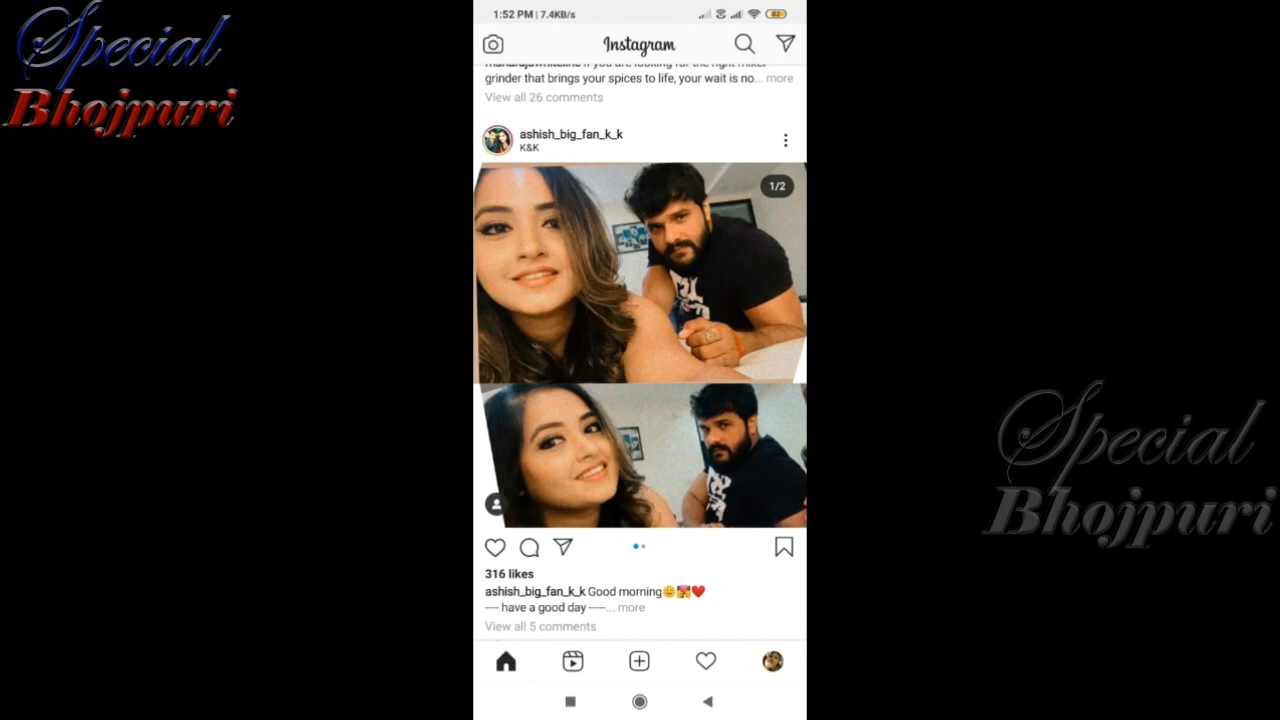 Special
Bhojpuri
1:52 PM | 7.4KB/s
82
Instagram
grinder that brings your spices to life, your wait is no... more
View all 26 comments
ashish_big_fan_k_k
K&K
1/2
316 likes
ashish_big_fan_k_k Good morning🌞💏❤️
---- have a good day -----... more
View all 5 comments
Special
Bhojpuri